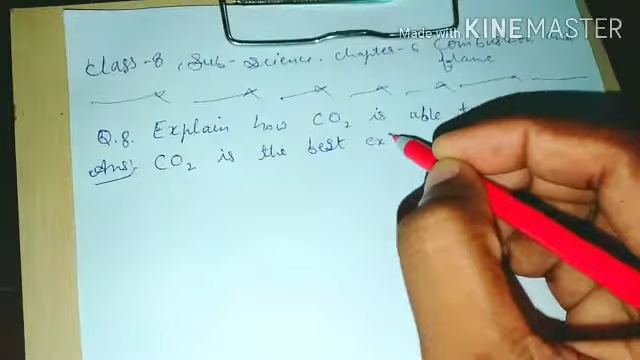 Made with KINEMASTER
Class-8, Sub- Science. Chapter-6 Combustion and
flame
Q.8. Explain how CO2 is able t
Ans:- CO2 is the best ex